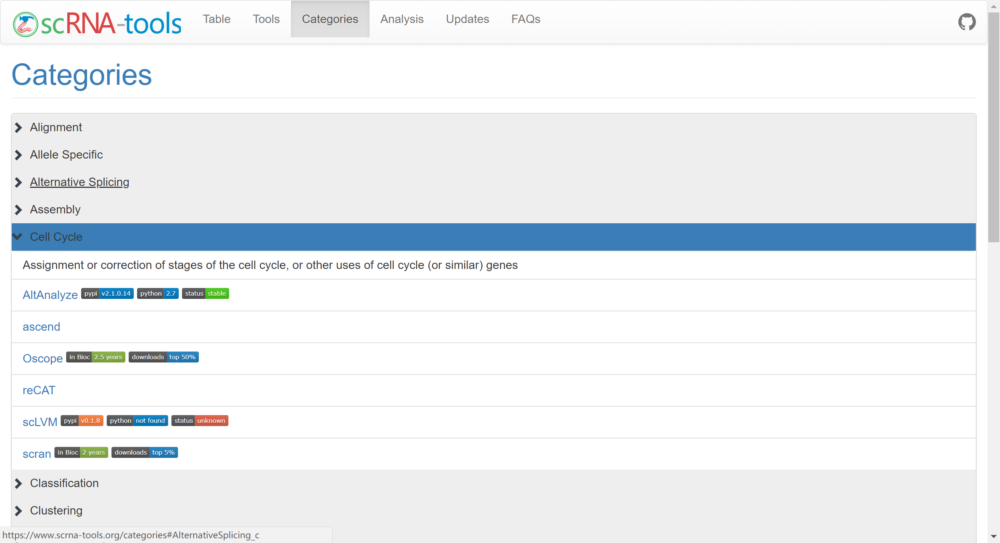 scRNA-tools Table Tools Categories Analysis Updates FAQs
Categories
Alignment
Allele Specific
Alternative Splicing
Assembly
Cell Cycle
Assignment or correction of stages of the cell cycle, or other uses of cell cycle (or similar) genes
AltAnalyze pypi v2.1.0.14 python 2.7 status stable
ascend
Oscope in Bioc 2.5 years downloads top 50%
reCAT
scLVM pypi v0.1.8 python not found status unknown
scran in Bioc 2 years downloads top 5%
Classification
Clustering
https://www.scrna-tools.org/categories#AlternativeSplicing_c